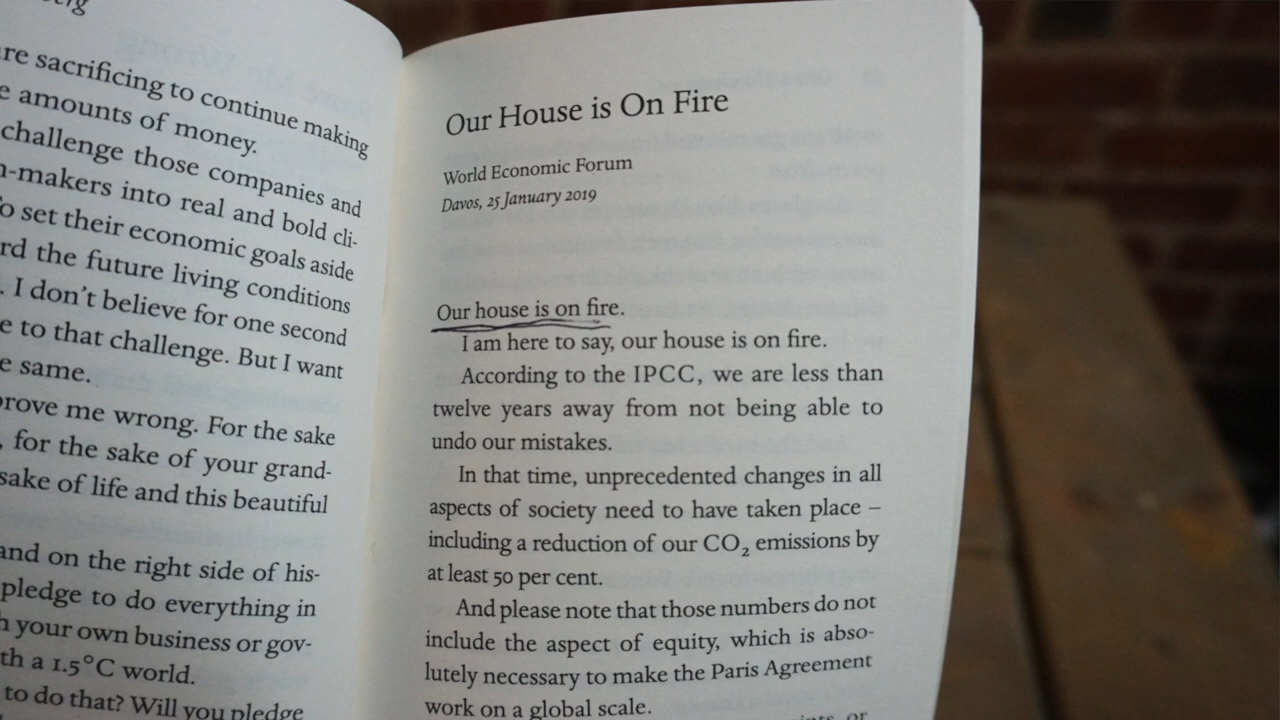 re sacrificing to continue making
e amounts of money.
challenge those companies and
-makers into real and bold cli-
o set their economic goals aside
rd the future living conditions
. I don't believe for one second
e to that challenge. But I want
e same.
rove me wrong. For the sake
, for the sake of your grand-
sake of life and this beautiful
and on the right side of his-
pledge to do everything in
your own business or gov-
th a 1.5°C world.
to do that? Will you pledge
Our House is On Fire
World Economic Forum
Davos, 25 January 2019
Our house is on fire.
I am here to say, our house is on fire.
According to the IPCC, we are less than
twelve years away from not being able to
undo our mistakes.
In that time, unprecedented changes in all
aspects of society need to have taken place –
including a reduction of our CO₂ emissions by
at least 50 per cent.
And please note that those numbers do not
include the aspect of equity, which is abso-
lutely necessary to make the Paris Agreement
work on a global scale.